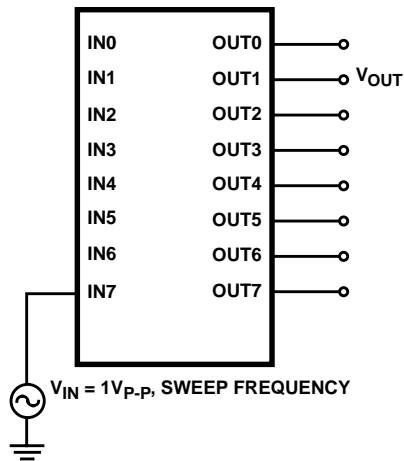 IN0 OUT0
IN1 OUT1 VOUT
IN2 OUT2
IN3 OUT3
IN4 OUT4
IN5 OUT5
IN6 OUT6
IN7 OUT7
VIN = 1VP-P, SWEEP FREQUENCY